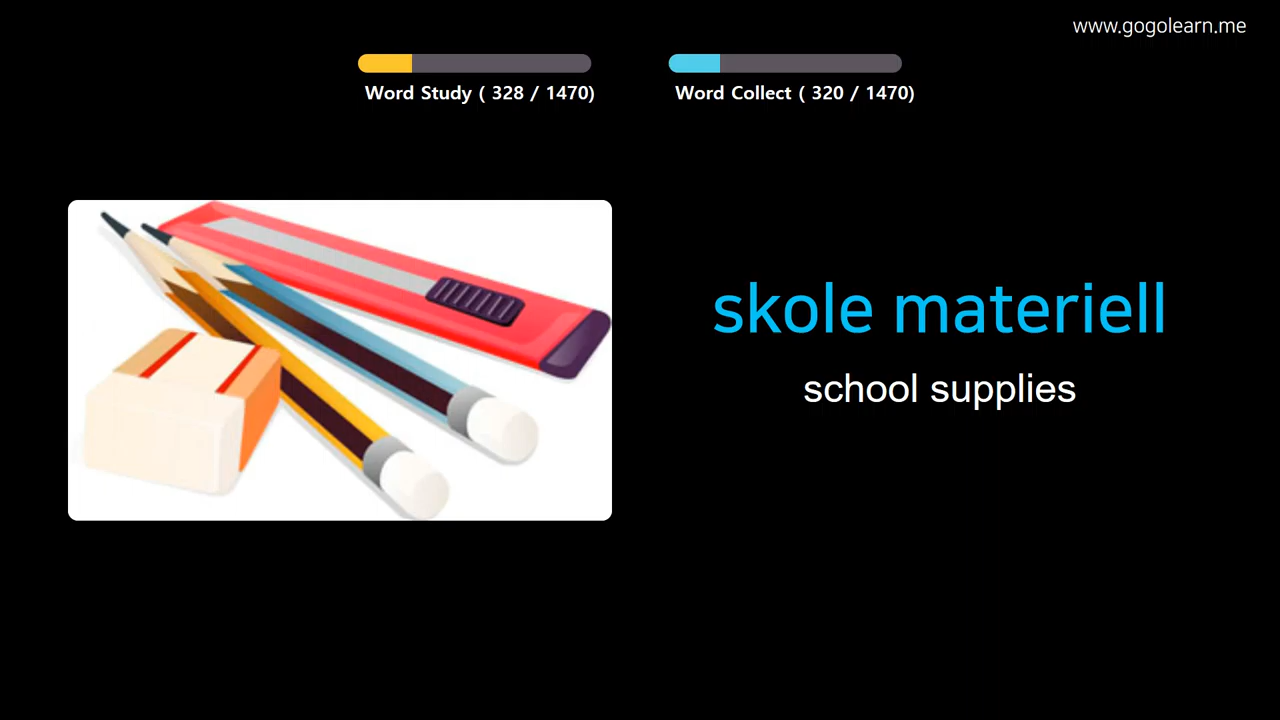 www.gogolearn.me
Word Study ( 328 / 1470)
Word Collect ( 320 / 1470)
skole materiell
school supplies